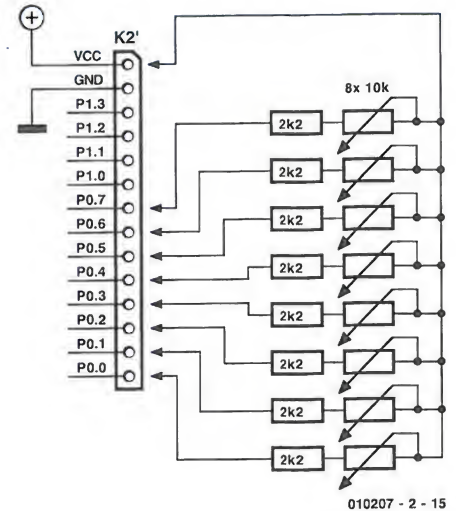 K2'
VCC
GND
P1.3
P1.2
P1.1
P1.0
P0.7
P0.6
P0.5
P0.4
P0.3
P0.2
P0.1
P0.0
8x 10k
2k2
2k2
2k2
2k2
2k2
2k2
2k2
2k2
010207 - 2 - 15